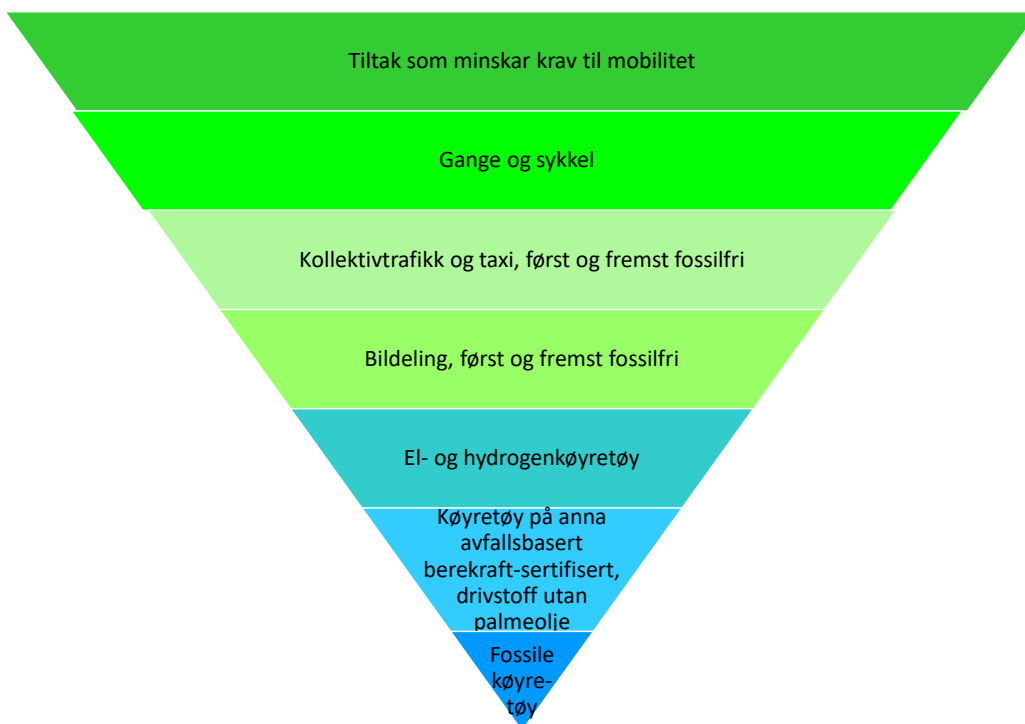 Tiltak som minskar krav til mobilitet
Gange og sykkel
Kollektivtrafikk og taxi, først og fremst fossilfri
Bildeling, først og fremst fossilfri
El- og hydrogenkøyretøy
Køyretøy på anna
avfallsbasert
berekraft-sertifisert,
drivstoff utan
palmeolje
Fossile
køyre-
tøy